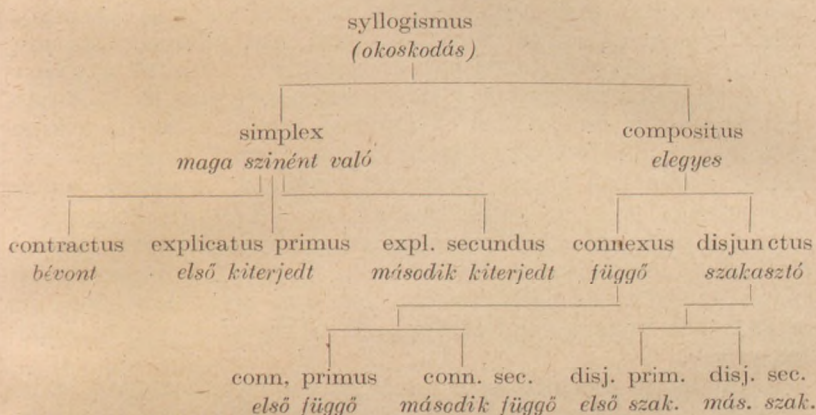 syllogismus
(okoskodás)
simplex compositus
maga szinént való elegyes
contractus explicatus primus expl. secundus connexus disjunctus
bévont első kiterjedt második kiterjedt függő szakasztó
conn. primus conn. sec. disj. prim. disj. sec.
első függő második függő első szak. más. szak.